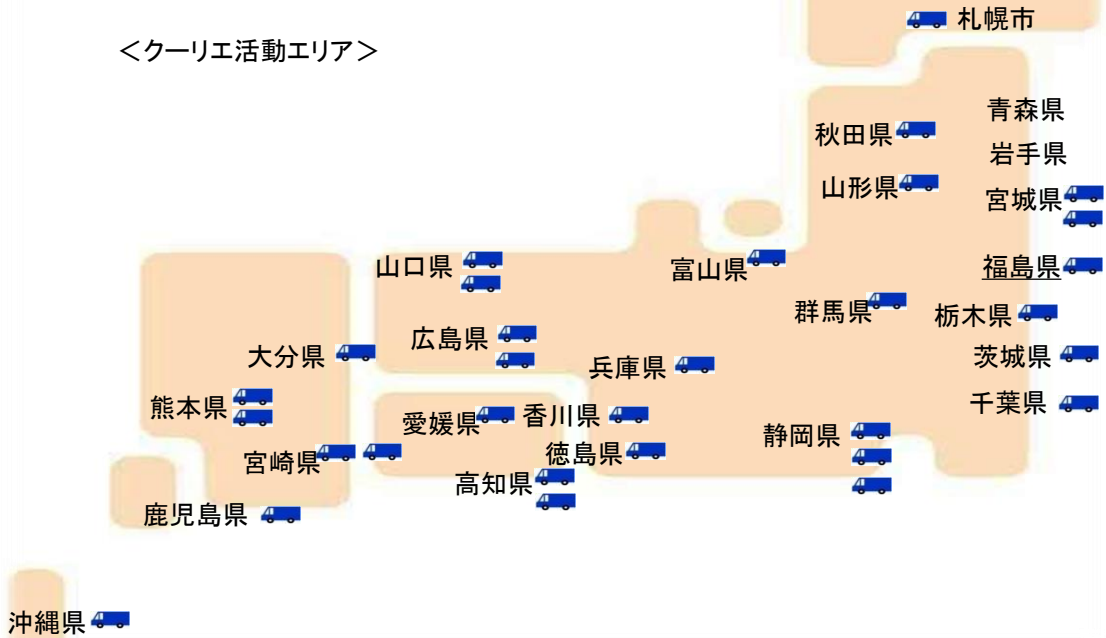 札幌市
＜クーリエ活動エリア＞
青森県
秋田県
岩手県
山形県
宮城県
山口県
富山県
福島県
群馬県
栃木県
広島県
大分県
兵庫県
茨城県
熊本県
愛媛県
香川県
千葉県
宮崎県
徳島県
静岡県
高知県
鹿児島県
沖縄県